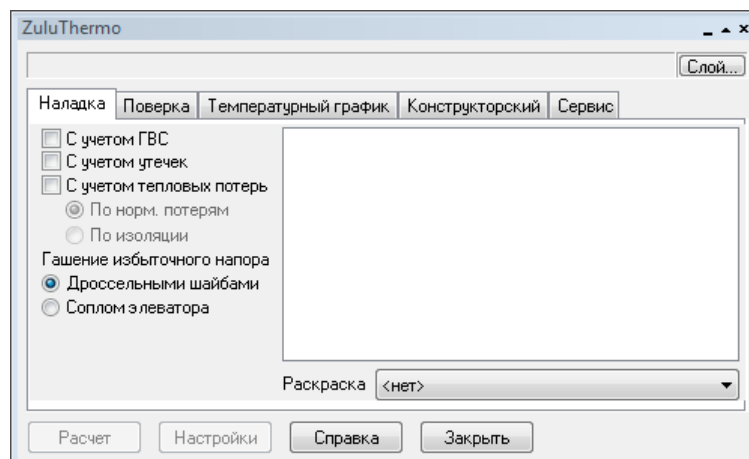 ZuluThermo
Слой...
Наладка Поверка Температурный график Конструкторский Сервис
С учетом ГВС
С учетом утечек
С учетом тепловых потерь
По норм. потерям
По изоляции
Гашение избыточного напора
Дроссельными шайбами
Соплом элеватора
Раскраска <нет>
Расчет Настройки Справка Закрыть